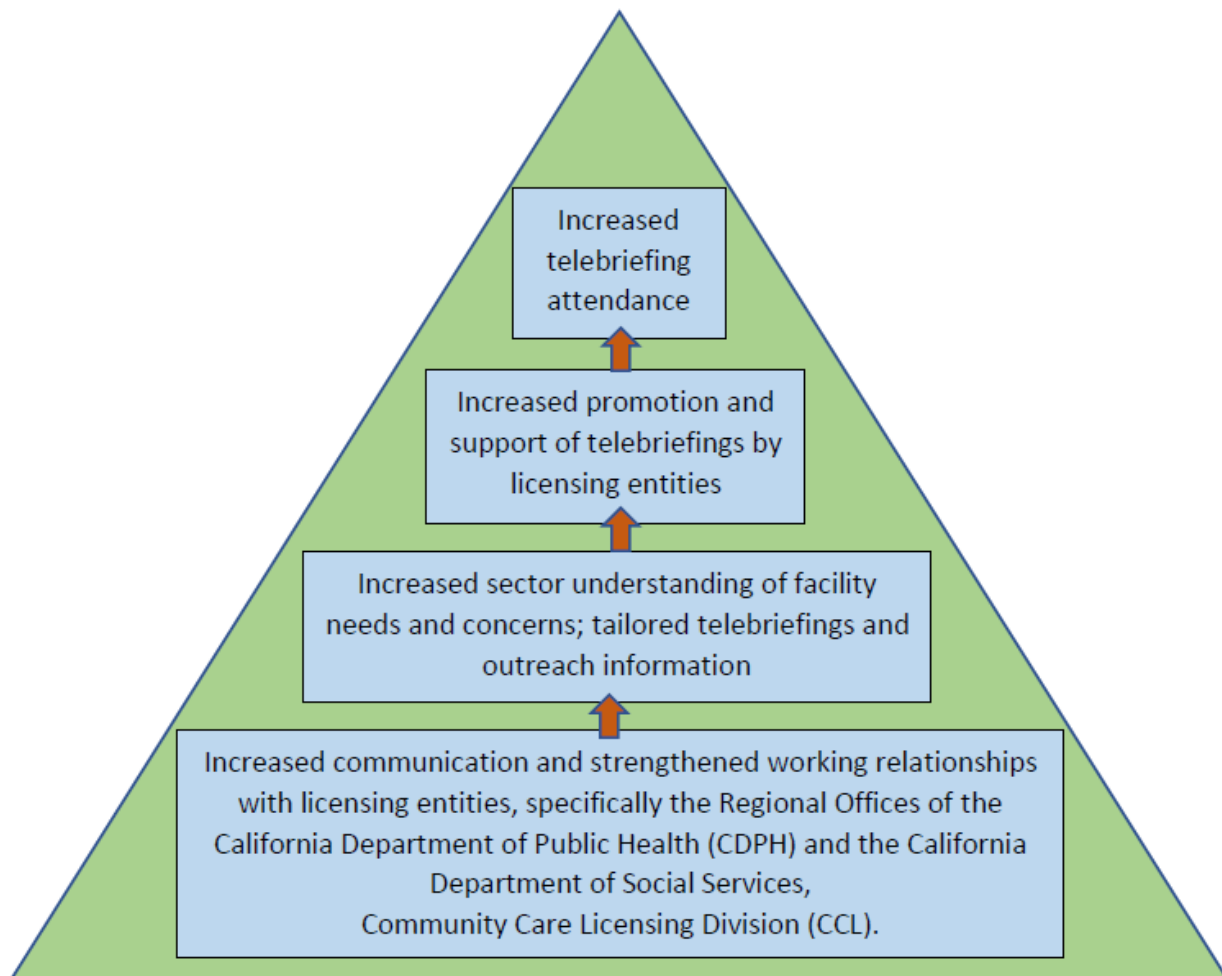 Increased
telebriefing
attendance
Increased promotion and
support of telebriefings by
licensing entities
Increased sector understanding of facility
needs and concerns; tailored telebriefings and
outreach information
Increased communication and strengthened working relationships
with licensing entities, specifically the Regional Offices of the
California Department of Public Health (CDPH) and the California
Department of Social Services,
Community Care Licensing Division (CCL).